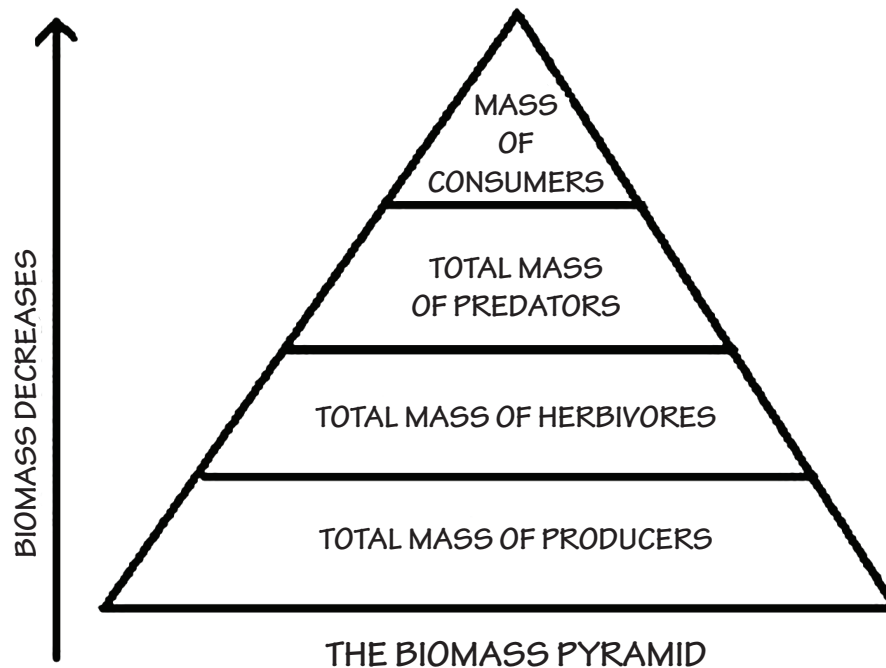 MASS
OF
CONSUMERS
TOTAL MASS
OF PREDATORS
TOTAL MASS OF HERBIVORES
TOTAL MASS OF PRODUCERS
BIOMASS DECREASES
THE BIOMASS PYRAMID